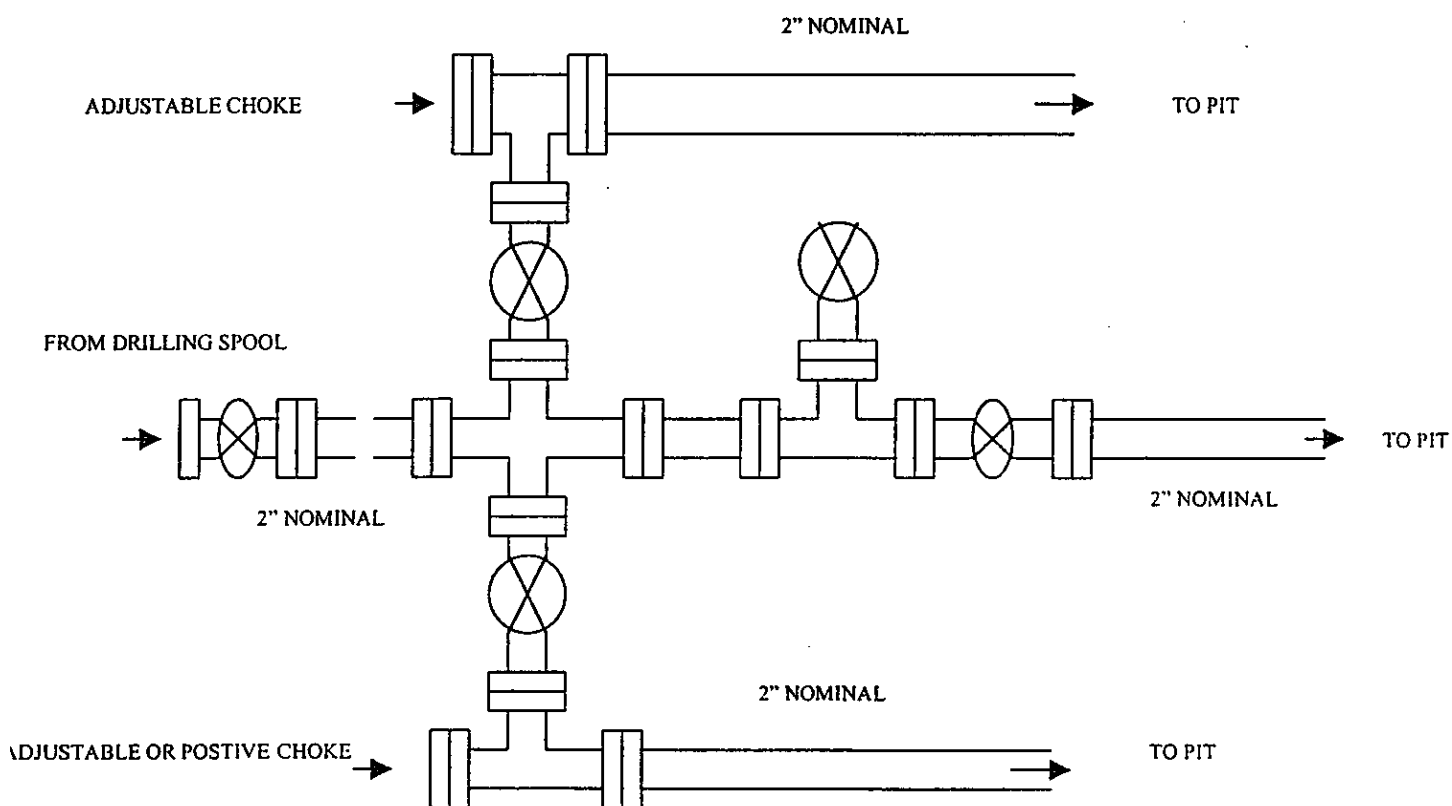 2” NOMINAL
ADJUSTABLE CHOKE
TO PIT
FROM DRILLING SPOOL
TO PIT
2” NOMINAL
2” NOMINAL
2” NOMINAL
ADJUSTABLE OR POSTIVE CHOKE
TO PIT